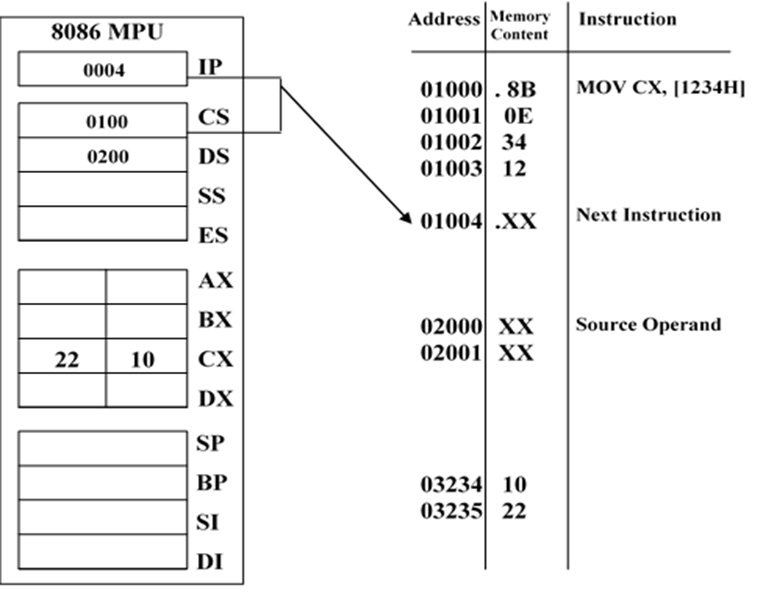 8086 MPU
0004 IP
0100 CS
0200 DS
SS
ES
AX
BX
22 10 CX
DX
SP
BP
SI
DI
Address Memory Content Instruction
01000 . 8B MOV CX, [1234H]
01001 0E
01002 34
01003 12
01004 .XX Next Instruction
02000 XX Source Operand
02001 XX
03234 10
03235 22